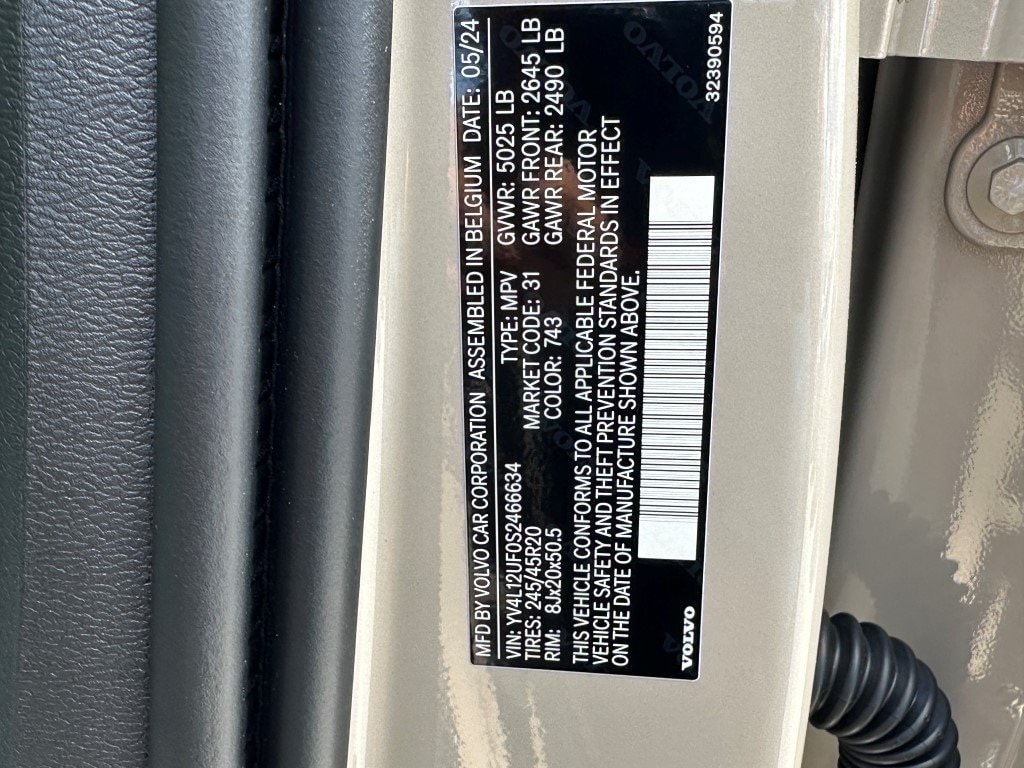 MFD BY VOLVO CAR CORPORATION ASSEMBLED IN BELGIUM DATE: 05/24
VIN: YV4L12UF0S2466634 TYPE: MPV GVWR: 5025 LB
TIRES: 245/45R20 MARKET CODE: 31 GAWR FRONT: 2645 LB
RIM: 8Jx20x50.5 COLOR: 743 GAWR REAR: 2490 LB
THIS VEHICLE CONFORMS TO ALL APPLICABLE FEDERAL MOTOR
VEHICLE SAFETY AND THEFT PREVENTION STANDARDS IN EFFECT
ON THE DATE OF MANUFACTURE SHOWN ABOVE.
VOLVO
32390594